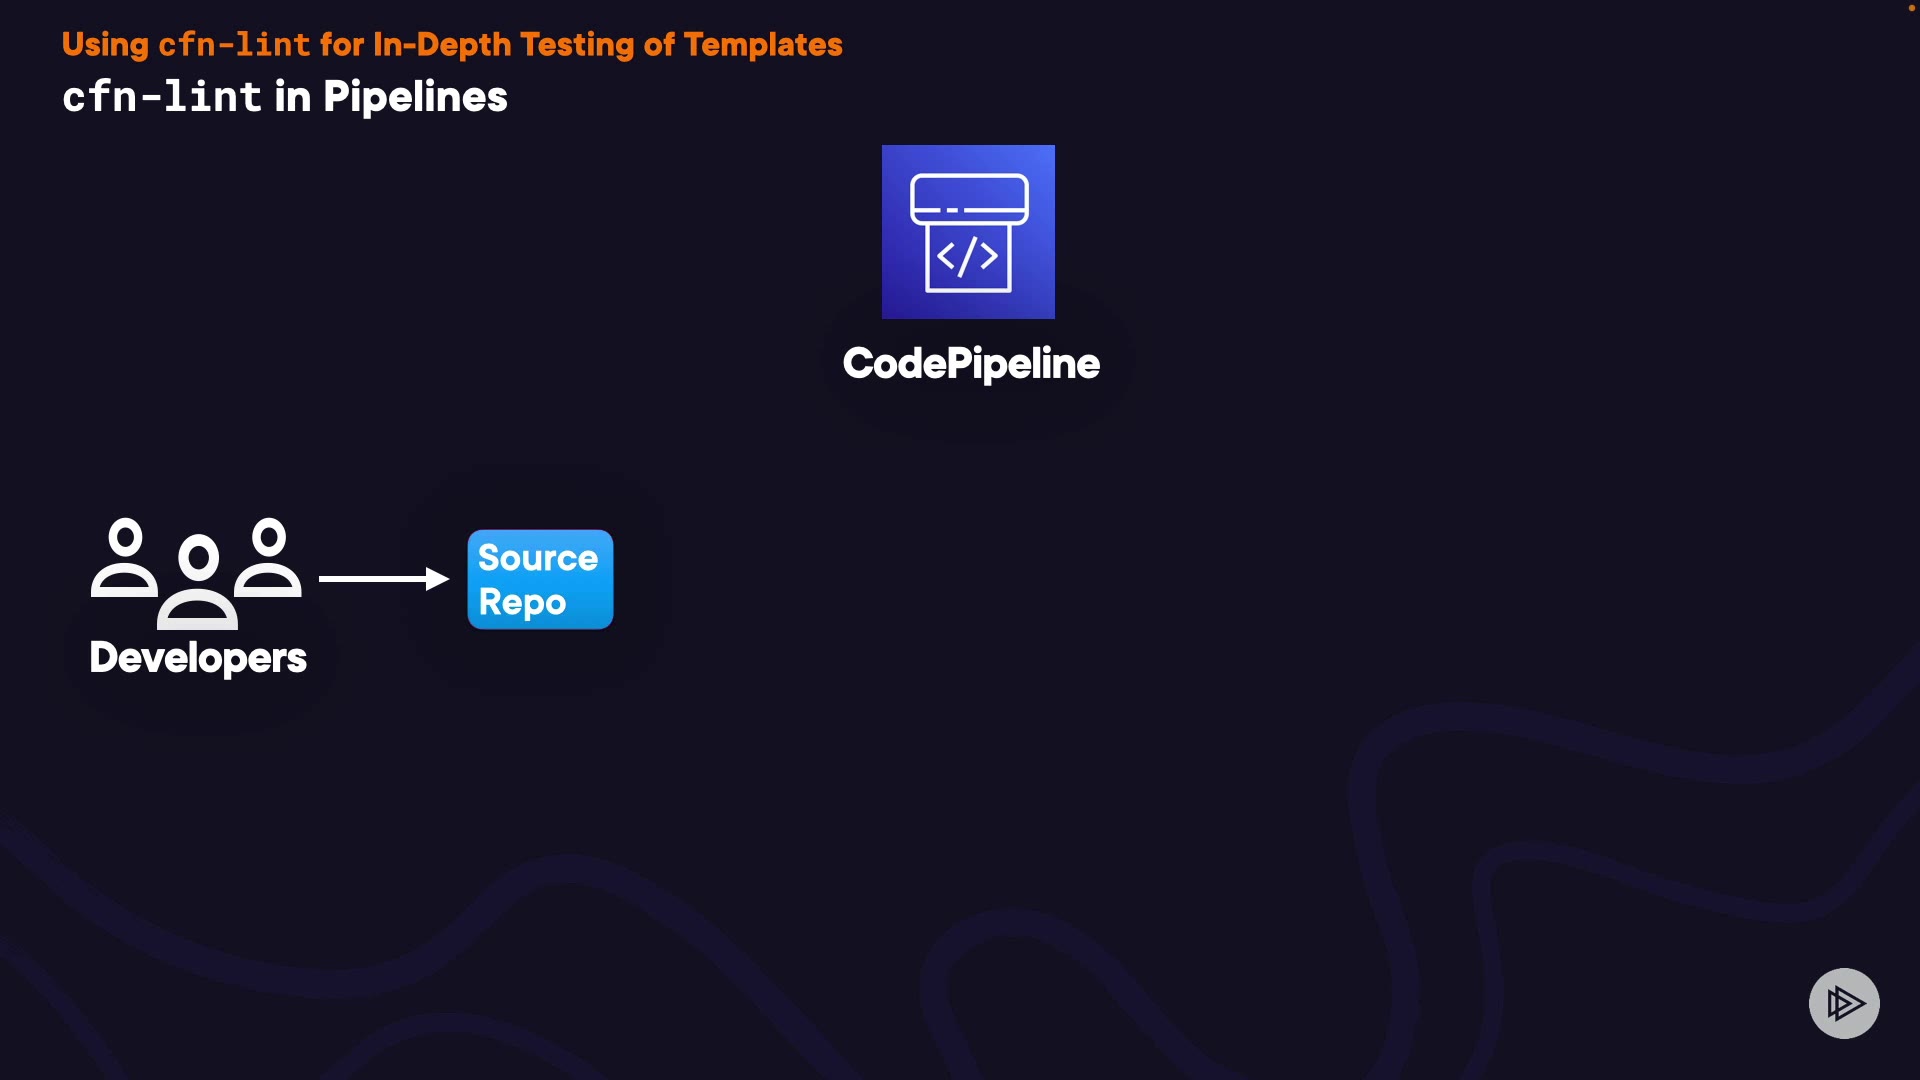 Using cfn-lint for In-Depth Testing of Templates
cfn-lint in Pipelines
</>
CodePipeline
Source
Repo
Developers